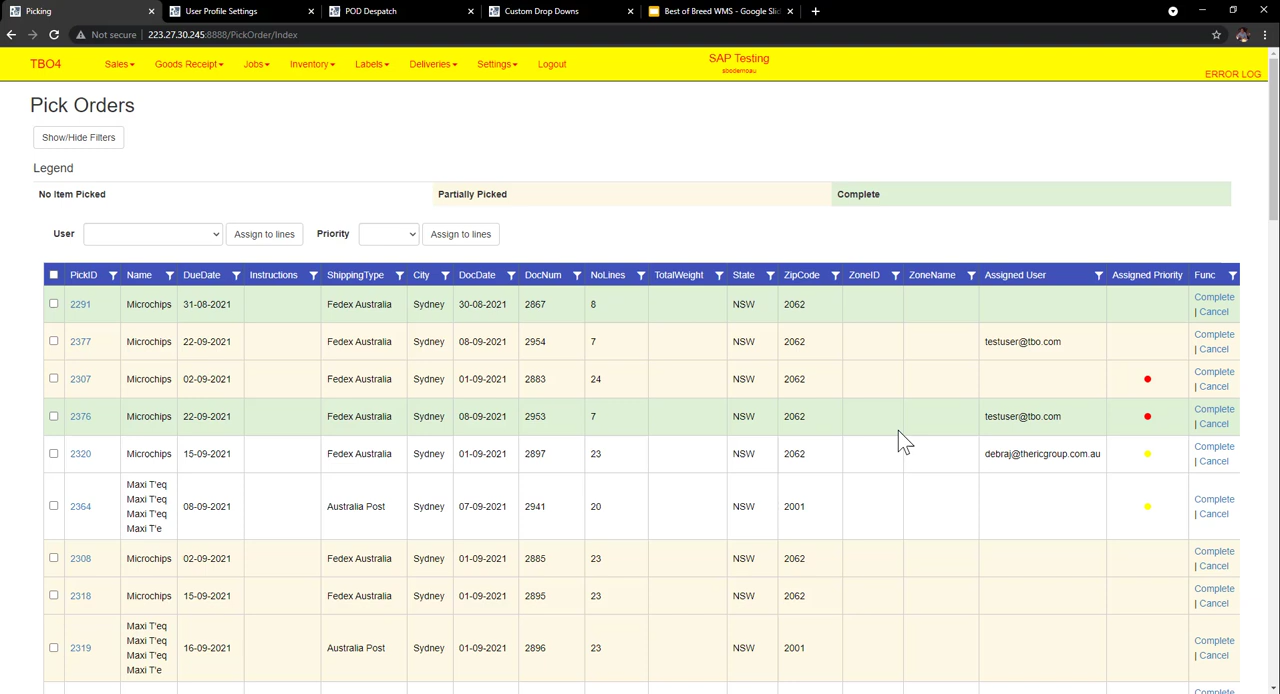 Picking
User Profile Settings
POD Despatch
Custom Drop Downs
Best of Breed WMS - Google Slid
Not secure
223.27.30.245:8888/PickOrder/Index
TBO4
Sales
Goods Receipt
Jobs
Inventory
Labels
Deliveries
Settings
Logout
SAP Testing
sbodemoau
ERROR LOG
Pick Orders
Show/Hide Filters
Legend
No Item Picked
Partially Picked
Complete
User
Assign to lines
Priority
Assign to lines
PickID Name DueDate Instructions ShippingType City DocDate DocNum NoLines TotalWeight State ZipCode ZoneID ZoneName Assigned User Assigned Priority Func
2291 Microchips 31-08-2021 Fedex Australia Sydney 30-08-2021 2867 8 NSW 2062 Complete
| Cancel
2377 Microchips 22-09-2021 Fedex Australia Sydney 08-09-2021 2954 7 NSW 2062 testuser@tbo.com Complete
| Cancel
2307 Microchips 02-09-2021 Fedex Australia Sydney 01-09-2021 2883 24 NSW 2062 Complete
| Cancel
2376 Microchips 22-09-2021 Fedex Australia Sydney 08-09-2021 2953 7 NSW 2062 testuser@tbo.com Complete
| Cancel
2320 Microchips 15-09-2021 Fedex Australia Sydney 01-09-2021 2897 23 NSW 2062 debraj@thericgroup.com.au Complete
| Cancel
2364 Maxi T'eq
Maxi T'eq
Maxi T'eq
Maxi T'e
08-09-2021 Australia Post Sydney 07-09-2021 2941 20 NSW 2001 Complete
| Cancel
2308 Microchips 02-09-2021 Fedex Australia Sydney 01-09-2021 2885 23 NSW 2062 Complete
| Cancel
2318 Microchips 15-09-2021 Fedex Australia Sydney 01-09-2021 2895 23 NSW 2062 Complete
| Cancel
2319 Maxi T'eq
Maxi T'eq
Maxi T'eq
Maxi T'e
16-09-2021 Australia Post Sydney 01-09-2021 2896 23 NSW 2001 Complete
| Cancel
Complete